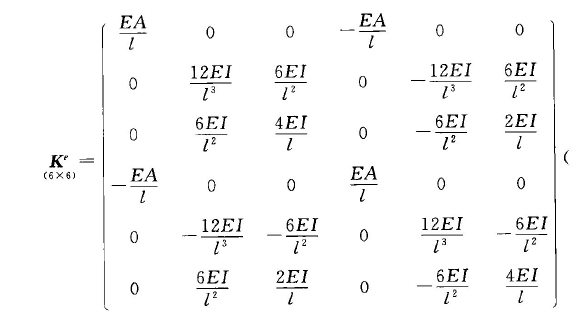 EA/l 0 0 -EA/l 0 0
0 12EI/l³ 6EI/l² 0 -12EI/l³ 6EI/l²
0 6EI/l² 4EI/l 0 -6EI/l² 2EI/l
K^e (6×6) =
-EA/l 0 0 EA/l 0 0 (
0 -12EI/l³ -6EI/l² 0 12EI/l³ -6EI/l²
0 6EI/l² 2EI/l 0 -6EI/l² 4EI/l